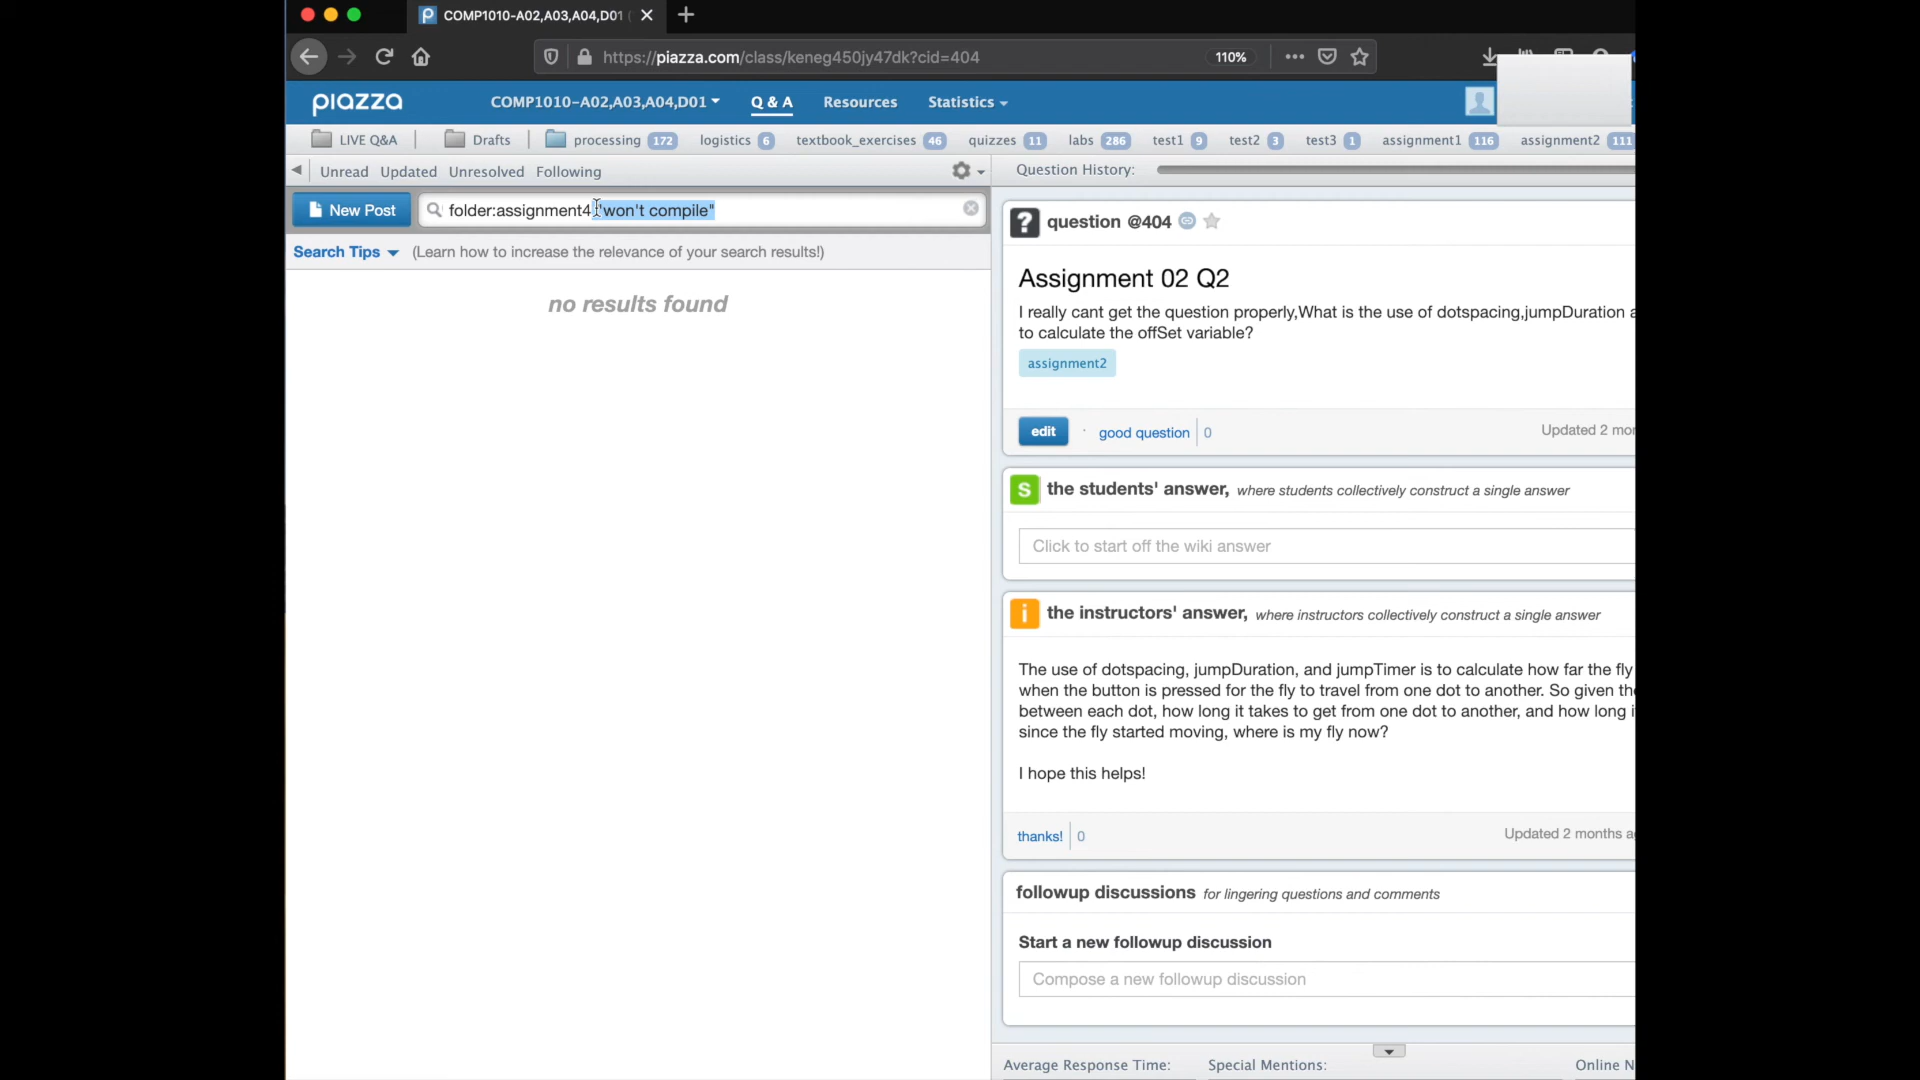 COMP1010-A02,A03,A04,D01 (
https://piazza.com/class/keneg450jy47dk?cid=404
110%
piazza
COMP1010-A02,A03,A04,D01
Q & A
Resources
Statistics
LIVE Q&A
Drafts
processing 172
logistics 6
textbook_exercises 46
quizzes 11
labs 286
test1 9
test2 3
test3 1
assignment1 116
assignment2 111
Unread Updated Unresolved Following
Question History:
New Post
folder:assignment4 "won't compile"
Search Tips (Learn how to increase the relevance of your search results!)
no results found
? question @404
Assignment 02 Q2
I really cant get the question properly,What is the use of dotspacing,jumpDuration a
to calculate the offSet variable?
assignment2
edit · good question 0
Updated 2 mon
S the students' answer, where students collectively construct a single answer
Click to start off the wiki answer
i the instructors' answer, where instructors collectively construct a single answer
The use of dotspacing, jumpDuration, and jumpTimer is to calculate how far the fly
when the button is pressed for the fly to travel from one dot to another. So given the
between each dot, how long it takes to get from one dot to another, and how long i
since the fly started moving, where is my fly now?
I hope this helps!
thanks! 0
Updated 2 months a
followup discussions for lingering questions and comments
Start a new followup discussion
Compose a new followup discussion
Average Response Time:
Special Mentions:
Online N